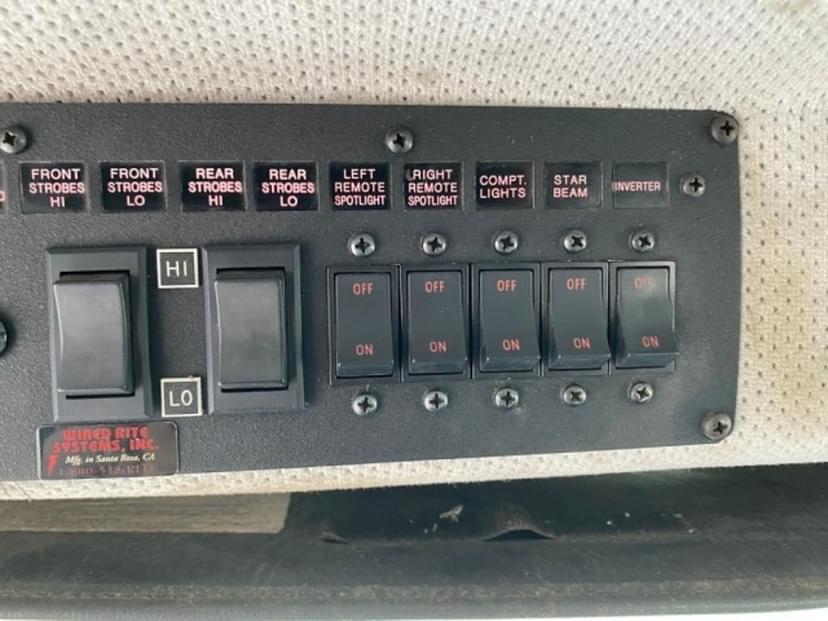 FRONT
STROBES
HI
FRONT
STROBES
LO
REAR
STROBES
HI
REAR
STROBES
LO
LEFT
REMOTE
SPOTLIGHT
RIGHT
REMOTE
SPOTLIGHT
COMPT.
LIGHTS
STAR
BEAM
INVERTER
HI
LO
OFF
ON
OFF
ON
OFF
ON
OFF
ON
OFF
ON
WIRED RITE
SYSTEMS, INC.
Mfg. in Santa Rosa, CA